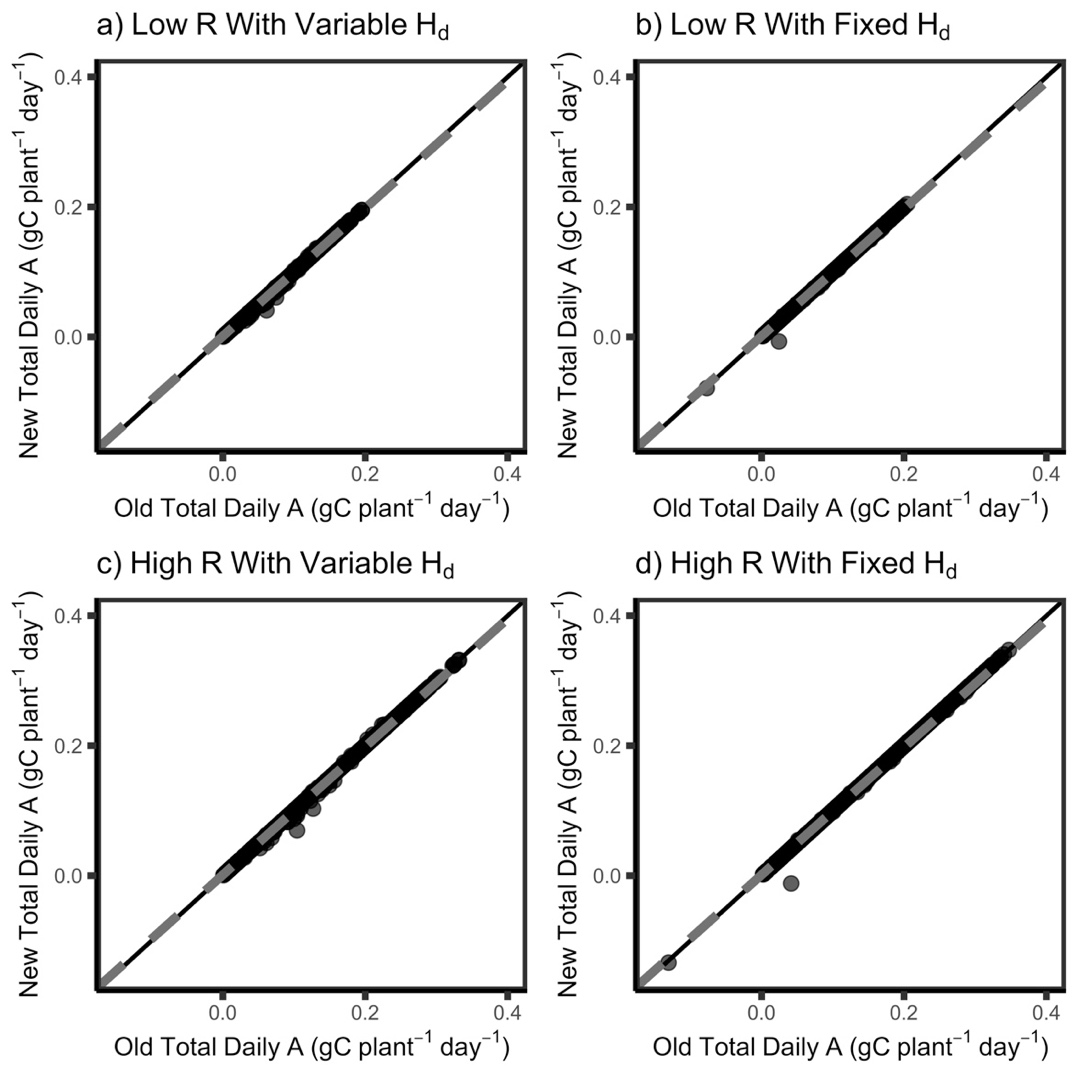 a) Low R With Variable H_d
b) Low R With Fixed H_d
New Total Daily A (gC plant⁻¹ day⁻¹)
0.4
0.2
0.0
0.0 0.2 0.4
Old Total Daily A (gC plant⁻¹ day⁻¹)
New Total Daily A (gC plant⁻¹ day⁻¹)
0.4
0.2
0.0
0.0 0.2 0.4
Old Total Daily A (gC plant⁻¹ day⁻¹)
c) High R With Variable H_d
d) High R With Fixed H_d
New Total Daily A (gC plant⁻¹ day⁻¹)
0.4
0.2
0.0
0.0 0.2 0.4
Old Total Daily A (gC plant⁻¹ day⁻¹)
New Total Daily A (gC plant⁻¹ day⁻¹)
0.4
0.2
0.0
0.0 0.2 0.4
Old Total Daily A (gC plant⁻¹ day⁻¹)